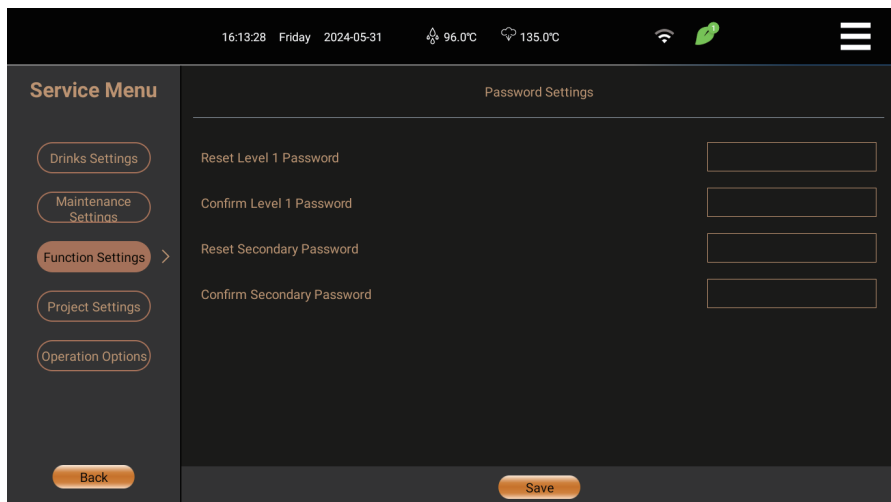 16:13:28 Friday 2024-05-31 96.0℃ 135.0℃
1
Service Menu
Password Settings
Drinks Settings
Reset Level 1 Password
Maintenance
Settings
Confirm Level 1 Password
Function Settings
Reset Secondary Password
Project Settings
Confirm Secondary Password
Operation Options
Back
Save